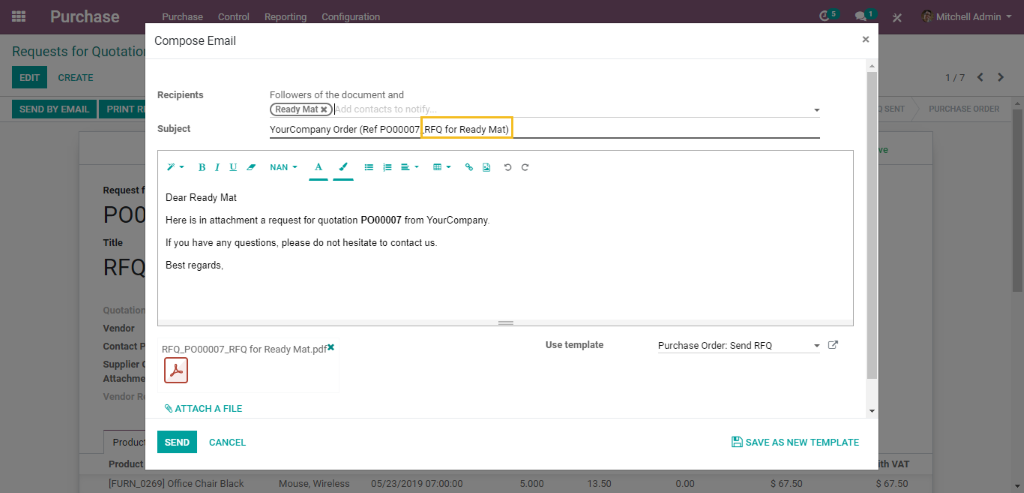 Purchase Purchase Control Reporting Configuration 5 1 Mitchell Admin
Requests for Quotatio
EDIT CREATE 1 / 7
SEND BY EMAIL PRINT R SENT PURCHASE ORDER
Compose Email ×
Recipients Followers of the document and
Ready Mat × Add contacts to notify...
Subject YourCompany Order (Ref PO00007 ,RFQ for Ready Mat)
B I U NAN A
Dear Ready Mat
Here is in attachment a request for quotation PO00007 from YourCompany.
If you have any questions, please do not hesitate to contact us.
Best regards,
RFQ_PO00007_RFQ for Ready Mat.pdf
Use template Purchase Order: Send RFQ
ATTACH A FILE
SEND CANCEL SAVE AS NEW TEMPLATE
ve
Request f
PO0
Title
RFQ
Quotation
Vendor
Contact P
Supplier
Attachme
Vendor Re
Product
Product ith VAT
[FURN_0269] Office Chair Black Mouse, Wireless 05/23/2019 07:00:00 5.000 13.50 0.00 $ 67.50 $ 67.50